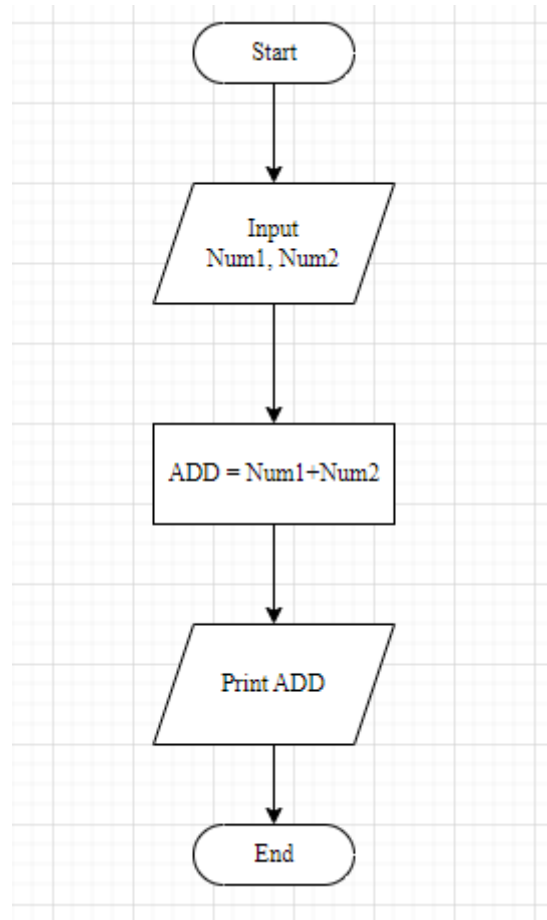 Start
Input
Num1, Num2
ADD = Num1+Num2
Print ADD
End